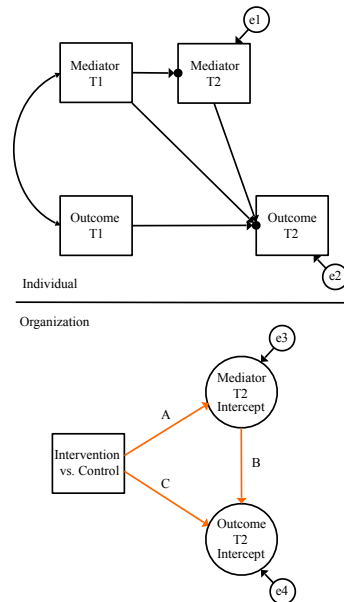 e1
Mediator
T1
Mediator
T2
Outcome
T1
Outcome
T2
e2
Individual
Organization
e3
Mediator
T2
Intercept
A
Intervention
vs. Control
B
C
Outcome
T2
Intercept
e4